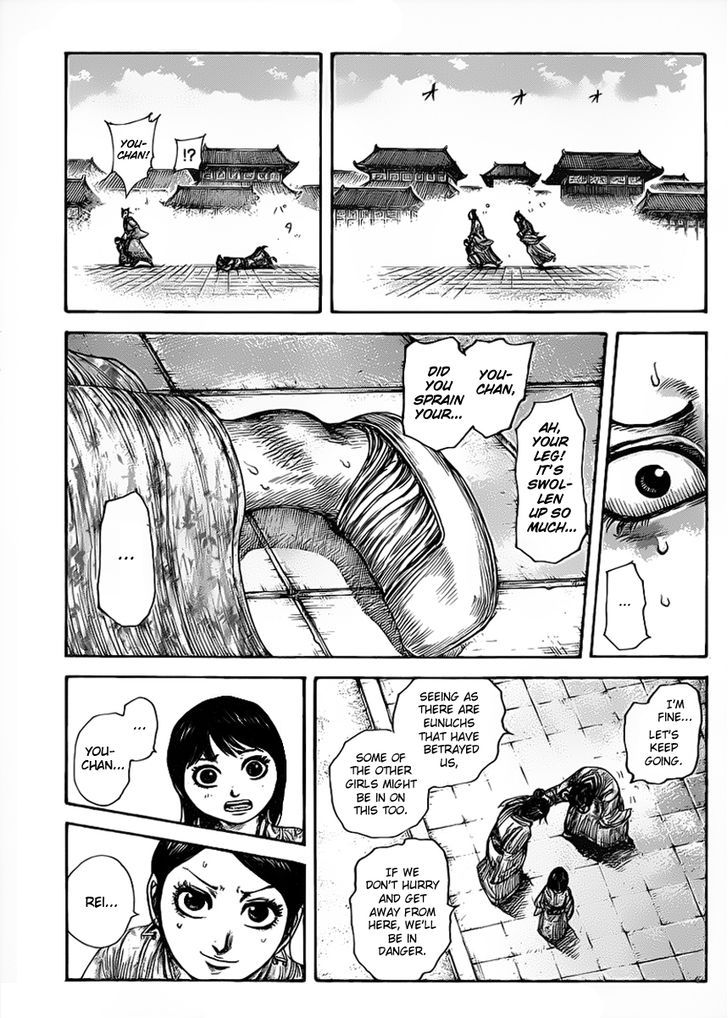 !?
YOU-
CHAN!
YOU-
CHAN,
DID
YOU
SPRAIN
YOUR...
AH,
YOUR
LEG!
IT'S
SWOL-
LEN
UP SO
MUCH...
...
...
I'M
FINE...
LET'S
KEEP
GOING.
SEEING AS
THERE ARE
EUNUCHS
THAT HAVE
BETRAYED
US,
SOME OF
THE OTHER
GIRLS MIGHT
BE IN ON
THIS TOO.
IF WE
DON'T HURRY
AND GET
AWAY FROM
HERE, WE'LL
BE IN
DANGER.
...
YOU-
CHAN...
REI...